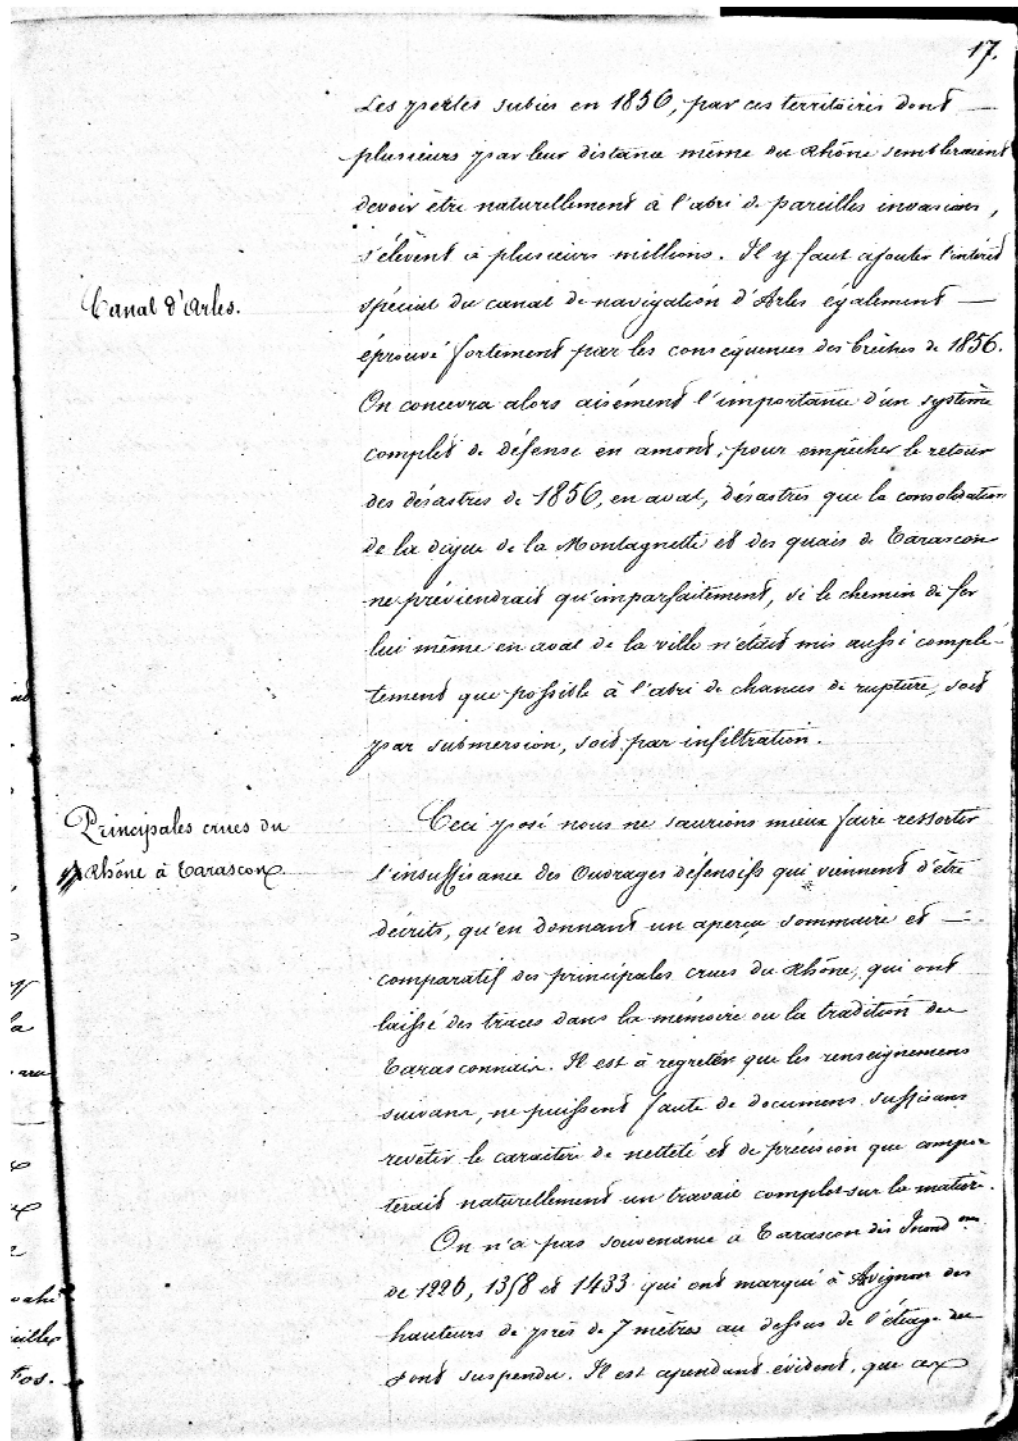 17.
Les pertes subies en 1856, par ces territoires dont —
plusieurs par leur distance même du Rhône sembleraient
devoir être naturellement à l'abri de pareilles invasions,
s'élèvent à plusieurs millions. Il y faut ajouter l'intérêt
Canal d'Arles.
spécial du canal de navigation d'Arles également —
éprouvé fortement par les conséquences des brèches de 1856.
On concevra alors aisément l'importance d'un système
complet de défense en amont, pour empêcher le retour
des désastres de 1856, en aval, désastres que la consolidation
de la digue de la Montagnette et des quais de Tarascon
ne préviendrait qu'imparfaitement, si le chemin de fer
lui même en aval de la ville n'était mis aussi complè-
tement que possible à l'abri de chances de rupture, soit
par submersion, soit par infiltration.
Principales crues du
Rhône à Tarascon
Ceci posé nous ne saurions mieux faire ressortir
l'insuffisance des Ouvrages défensifs qui viennent d'être
décrits, qu'en donnant un aperçu sommaire et —
comparatif des principales crues du Rhône, qui ont
laissé des traces dans la mémoire ou la tradition des
Tarasconnais. Il est à regretter que les renseignemens
suivans, ne puissent faute de documens suffisans
revêtir le caractère de netteté et de précision que compor
terait naturellement un travail complet sur la matière.
On n'a pas souvenance à Tarascon des Inond.ons
de 1226, 1358 et 1433 qui ont marqué à Avignon des
hauteurs de près de 7 mètres au dessus de l'étiage du
pont suspendu. Il est cependant évident, que ces